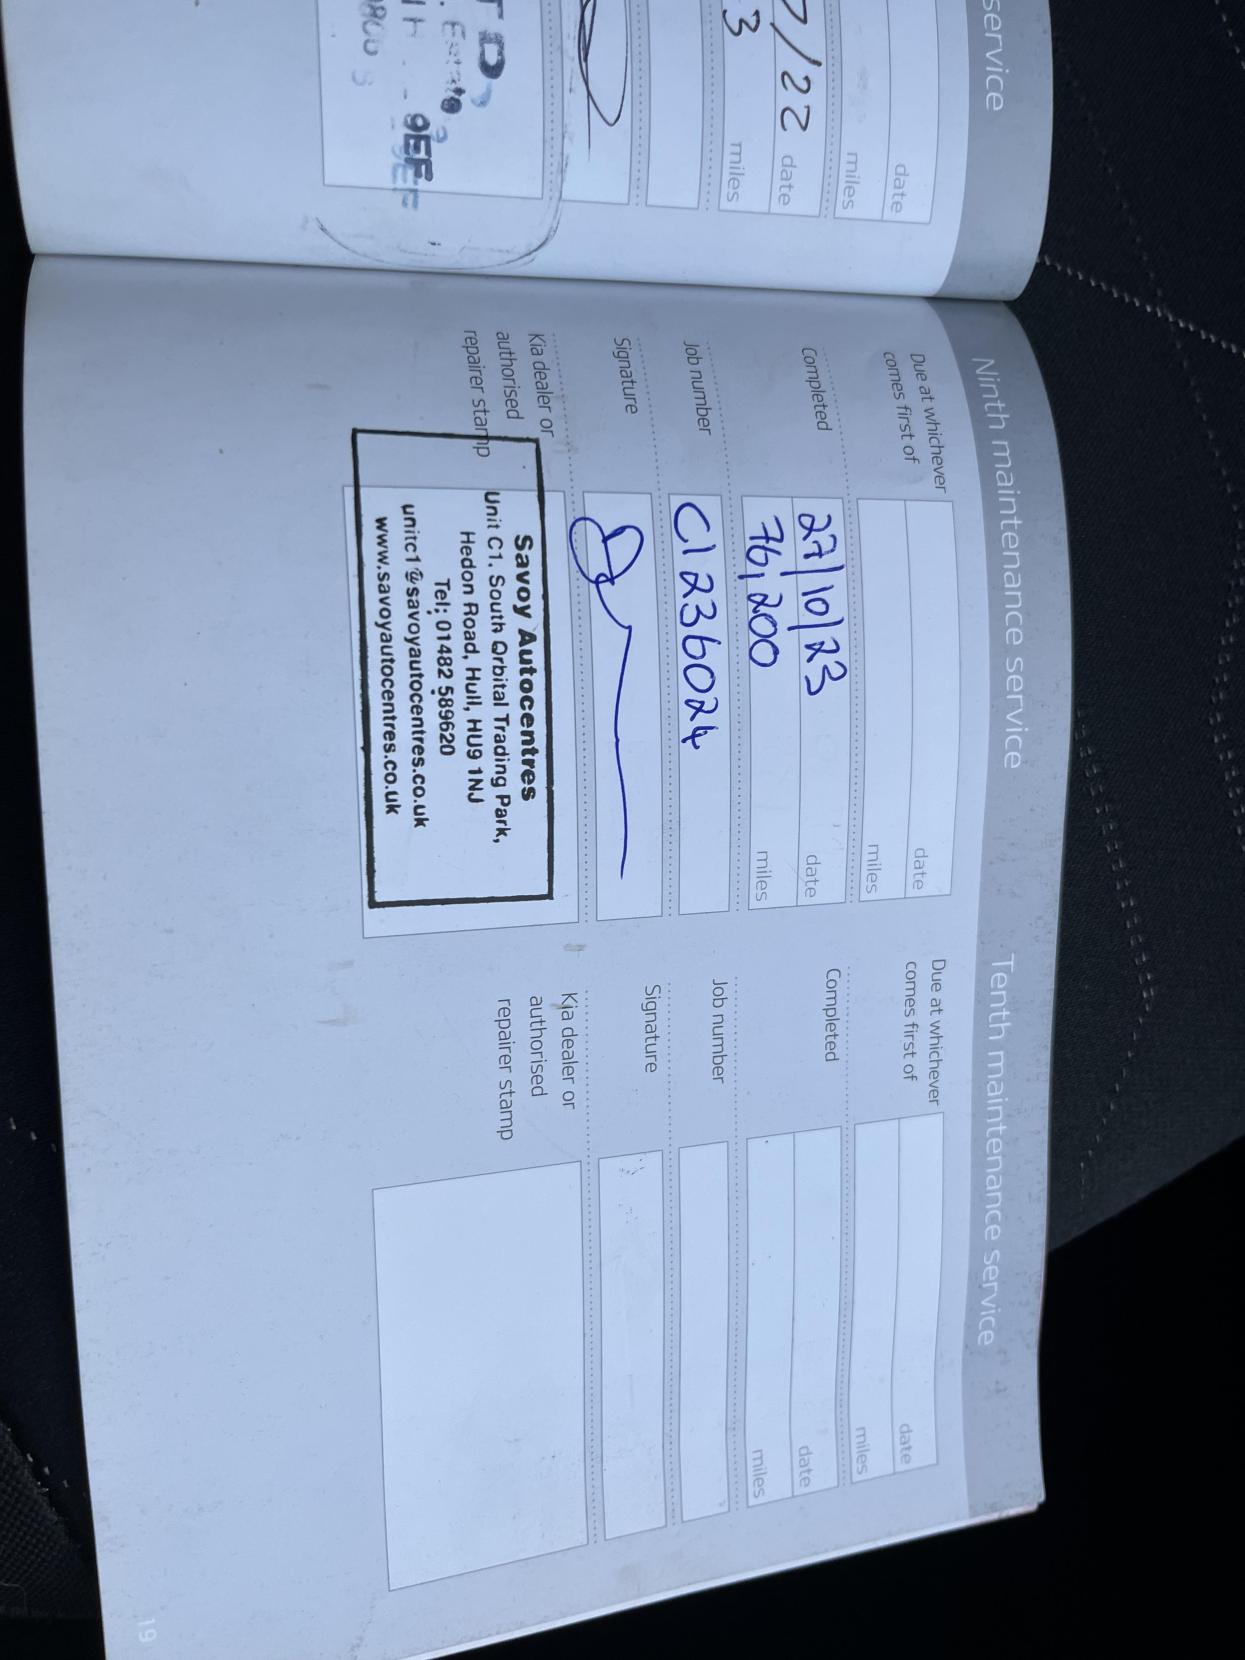 service
date
miles
7/22 date
3 miles
TD
Estate
9EF
Ninth maintenance service
Due at whichever
comes first of
date
miles
Completed
27/10/23 date
76,200 miles
Job number
C1236024
Signature
Kia dealer or
authorised
repairer stamp
Savoy Autocentres
Unit C1, South Orbital Trading Park,
Hedon Road, Hull, HU9 1NJ
Tel; 01482 589620
unitc1@savoyautocentres.co.uk
www.savoyautocentres.co.uk
Tenth maintenance service
Due at whichever
comes first of
date
miles
Completed
date
miles
Job number
Signature
Kia dealer or
authorised
repairer stamp
19